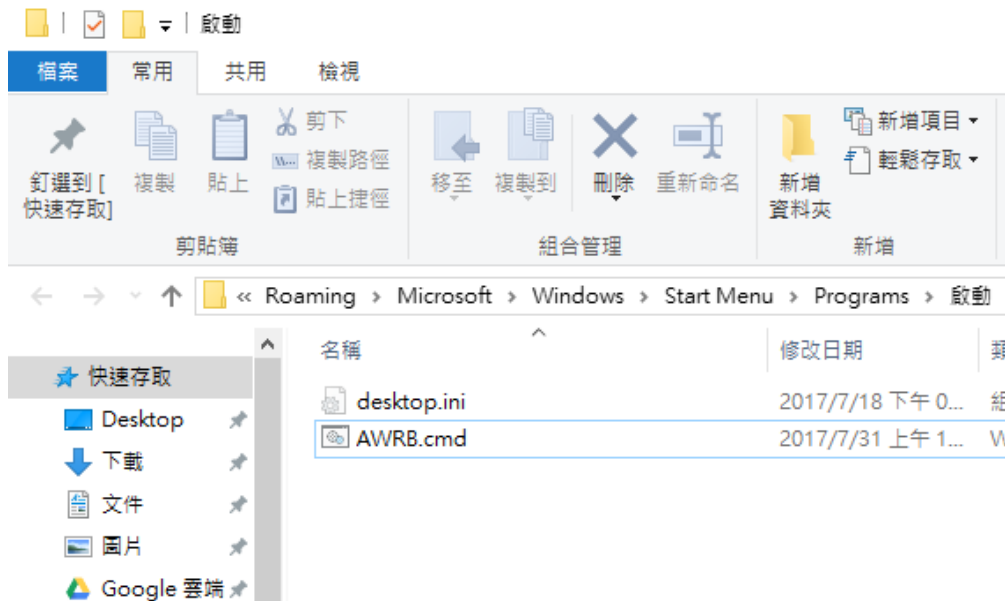 啟動
檔案 常用 共用 檢視
釘選到 [
快速存取]
複製
貼上
剪下
複製路徑
貼上捷徑
剪貼簿
移至
複製到
刪除
重新命名
組合管理
新增
資料夾
新增項目
輕鬆存取
新增
« Roaming > Microsoft > Windows > Start Menu > Programs > 啟動
快速存取
Desktop
下載
文件
圖片
Google 雲端
名稱 修改日期
desktop.ini 2017/7/18 下午 0... 
AWRB.cmd 2017/7/31 上午 1... W